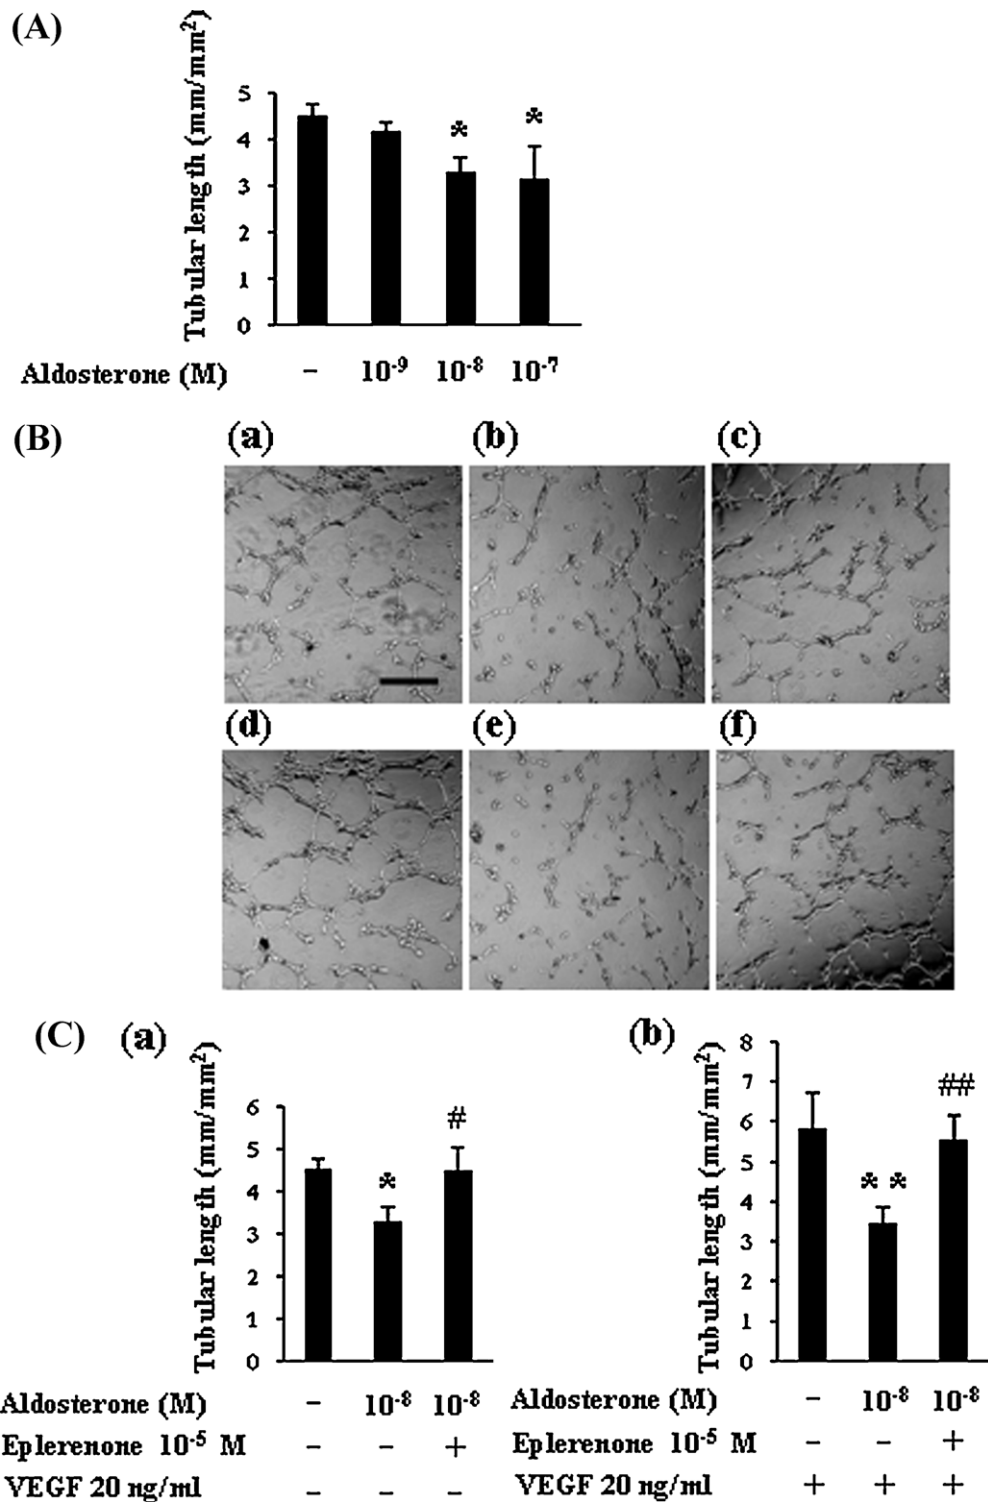 (A)
Tubular length (mm/mm²)
5
4
3
2
1
0
* *
Aldosterone (M) – 10⁻⁹ 10⁻⁸ 10⁻⁷
(B)
(a) (b) (c)
(d) (e) (f)
(C) (a)
Tubular length (mm/mm²)
6
5
4
3
2
1
0
* #
Aldosterone (M) – 10⁻⁸ 10⁻⁸
Eplerenone 10⁻⁵ M – – +
VEGF 20 ng/ml – – –
(b)
Tubular length (mm/mm²)
8
7
6
5
4
3
2
1
0
** ##
Aldosterone (M) – 10⁻⁸ 10⁻⁸
Eplerenone 10⁻⁵ M – – +
VEGF 20 ng/ml + + +